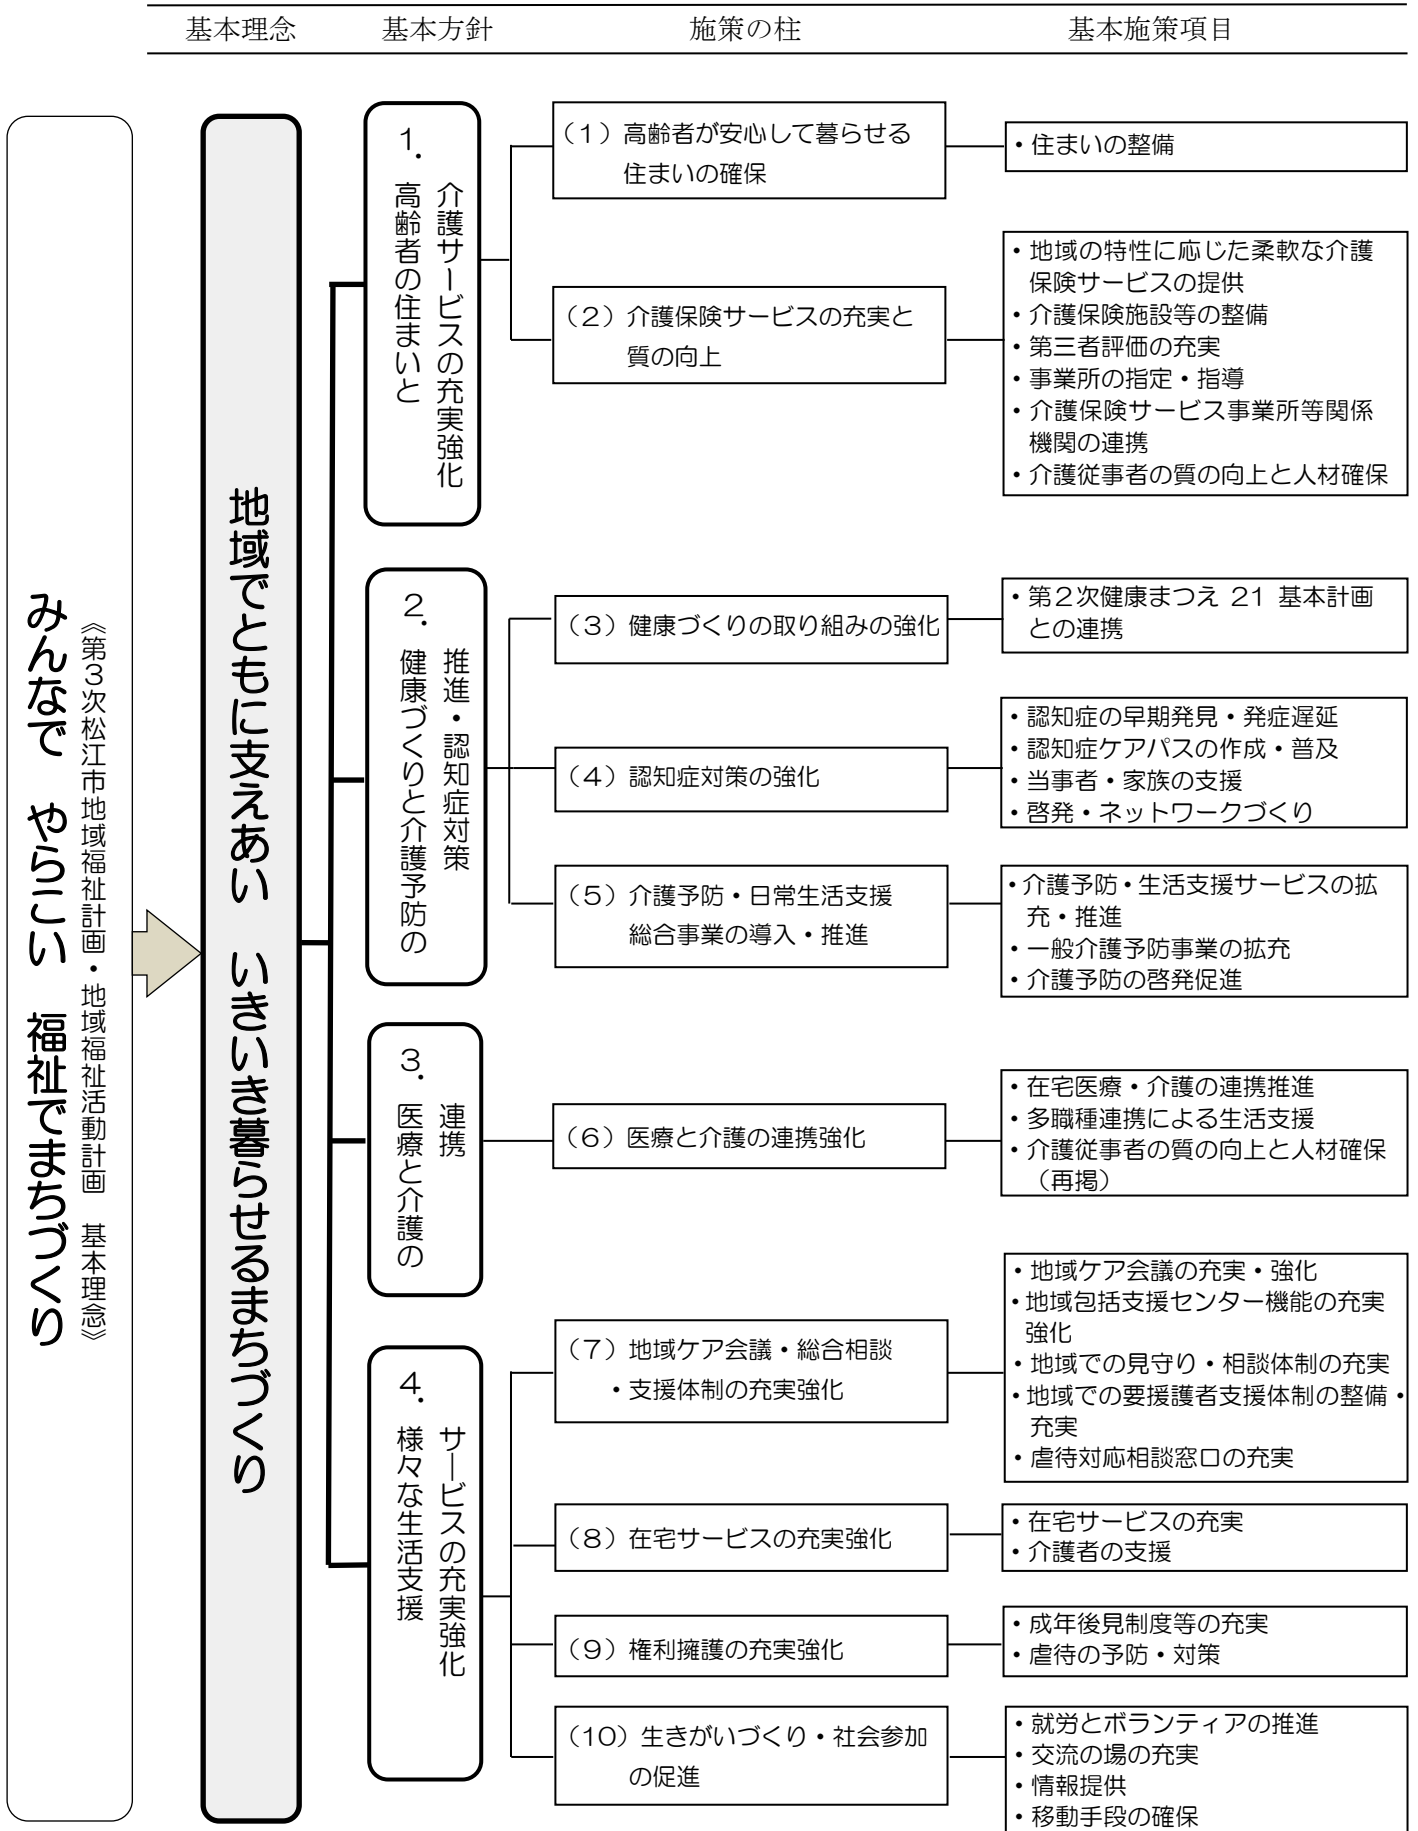 基本理念　基本方針　施策の柱　基本施策項目
みんなで　やらこい　福祉でまちづくり
《第３次松江市地域福祉計画・地域福祉活動計画　基本理念》
地域でともに支えあい　いきいき暮らせるまちづくり
１．高齢者の住まいと
介護サービスの充実強化
（１）高齢者が安心して暮らせる
住まいの確保
・住まいの整備
（２）介護保険サービスの充実と
質の向上
・地域の特性に応じた柔軟な介護
保険サービスの提供
・介護保険施設等の整備
・第三者評価の充実
・事業所の指定・指導
・介護保険サービス事業所等関係
機関の連携
・介護従事者の質の向上と人材確保
２．健康づくりと介護予防の
推進・認知症対策
（３）健康づくりの取り組みの強化
・第２次健康まつえ 21 基本計画
との連携
（４）認知症対策の強化
・認知症の早期発見・発症遅延
・認知症ケアパスの作成・普及
・当事者・家族の支援
・啓発・ネットワークづくり
（５）介護予防・日常生活支援
総合事業の導入・推進
・介護予防・生活支援サービスの拡
充・推進
・一般介護予防事業の拡充
・介護予防の啓発促進
３．医療と介護の
連携
（６）医療と介護の連携強化
・在宅医療・介護の連携推進
・多職種連携による生活支援
・介護従事者の質の向上と人材確保
（再掲）
４．様々な生活支援
サービスの充実強化
（７）地域ケア会議・総合相談
・支援体制の充実強化
・地域ケア会議の充実・強化
・地域包括支援センター機能の充実
強化
・地域での見守り・相談体制の充実
・地域での要援護者支援体制の整備・
充実
・虐待対応相談窓口の充実
（８）在宅サービスの充実強化
・在宅サービスの充実
・介護者の支援
（９）権利擁護の充実強化
・成年後見制度等の充実
・虐待の予防・対策
（１０）生きがいづくり・社会参加
の促進
・就労とボランティアの推進
・交流の場の充実
・情報提供
・移動手段の確保